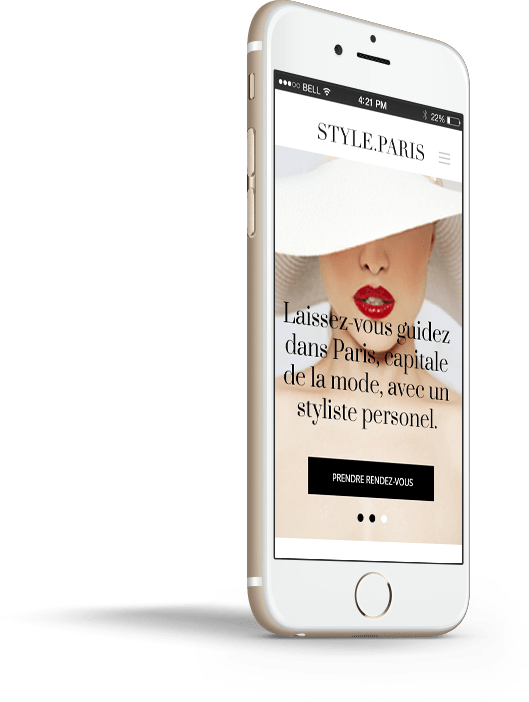 BELL 4:21 PM 22%
STYLE.PARIS
Laissez-vous guidez
dans Paris, capitale
de la mode, avec un
styliste personel.
PRENDRE RENDEZ-VOUS